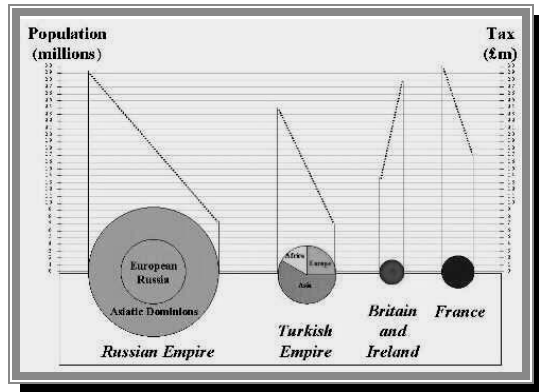 Population
(millions)
Tax
(£m)
European
Russia
Asiatic Dominions
Africa
Europe
Asia
Russian Empire
Turkish
Empire
Britain
and
Ireland
France